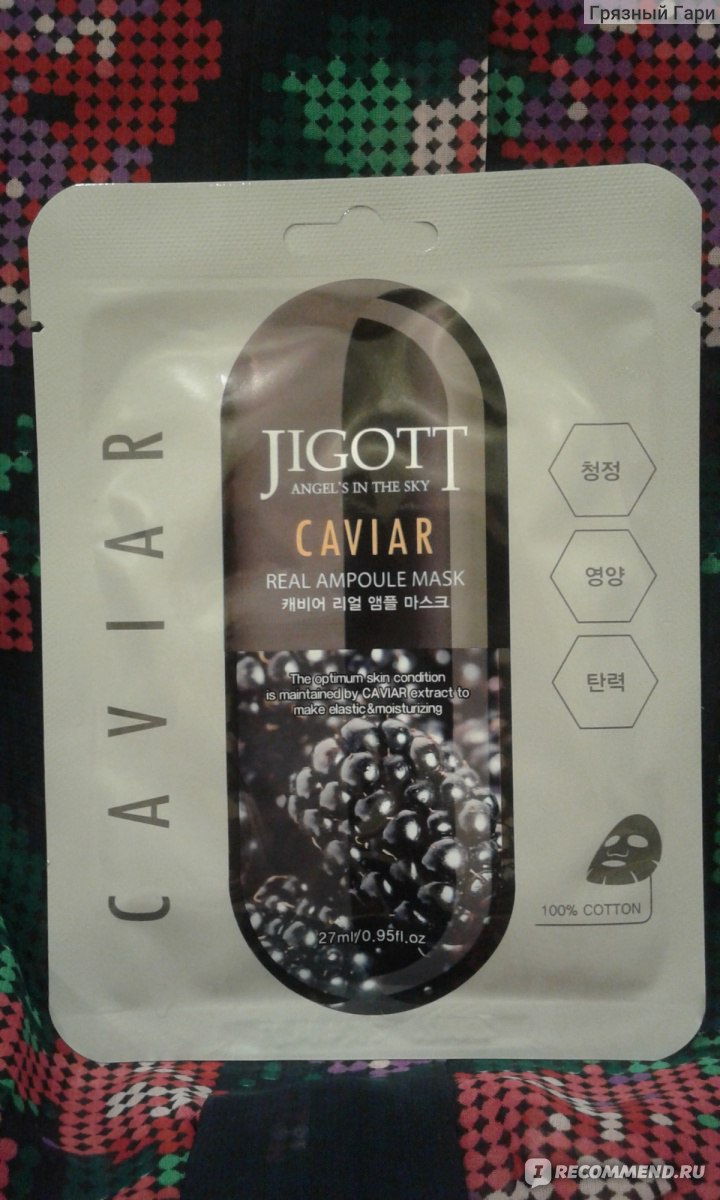 Грязный Гари
CAVIAR
JIGOTT
ANGEL'S IN THE SKY
CAVIAR
REAL AMPOULE MASK
캐비어 리얼 앰플 마스크
The optimum skin condition
is maintained by CAVIAR extract to
make elastic&moisturizing
27ml/0.95fl.oz
청정
영양
탄력
100% COTTON
I RECOMMEND.RU